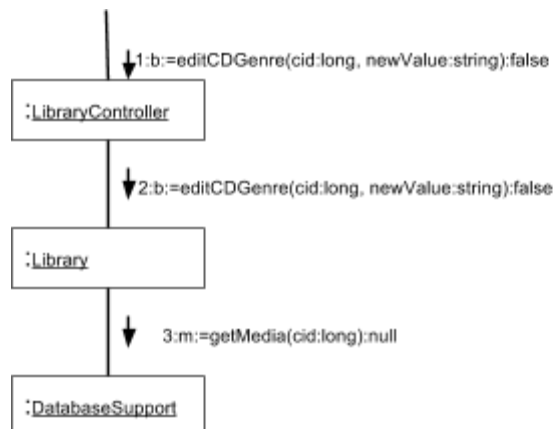 1:b:=editCDGenre(cid:long, newValue:string):false
:LibraryController
2:b:=editCDGenre(cid:long, newValue:string):false
:Library
3:m:=getMedia(cid:long):null
:DatabaseSupport